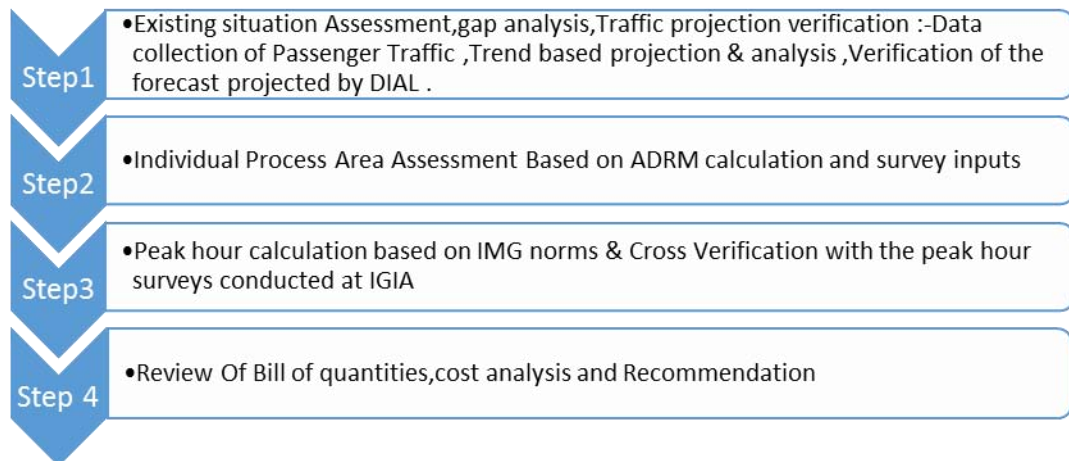 Step1
•Existing situation Assessment,gap analysis,Traffic projection verification :-Data
collection of Passenger Traffic ,Trend based projection & analysis ,Verification of the
forecast projected by DIAL .
Step2
•Individual Process Area Assessment Based on ADRM calculation and survey inputs
Step3
•Peak hour calculation based on IMG norms & Cross Verification with the peak hour
surveys conducted at IGIA
Step 4
•Review Of Bill of quantities,cost analysis and Recommendation